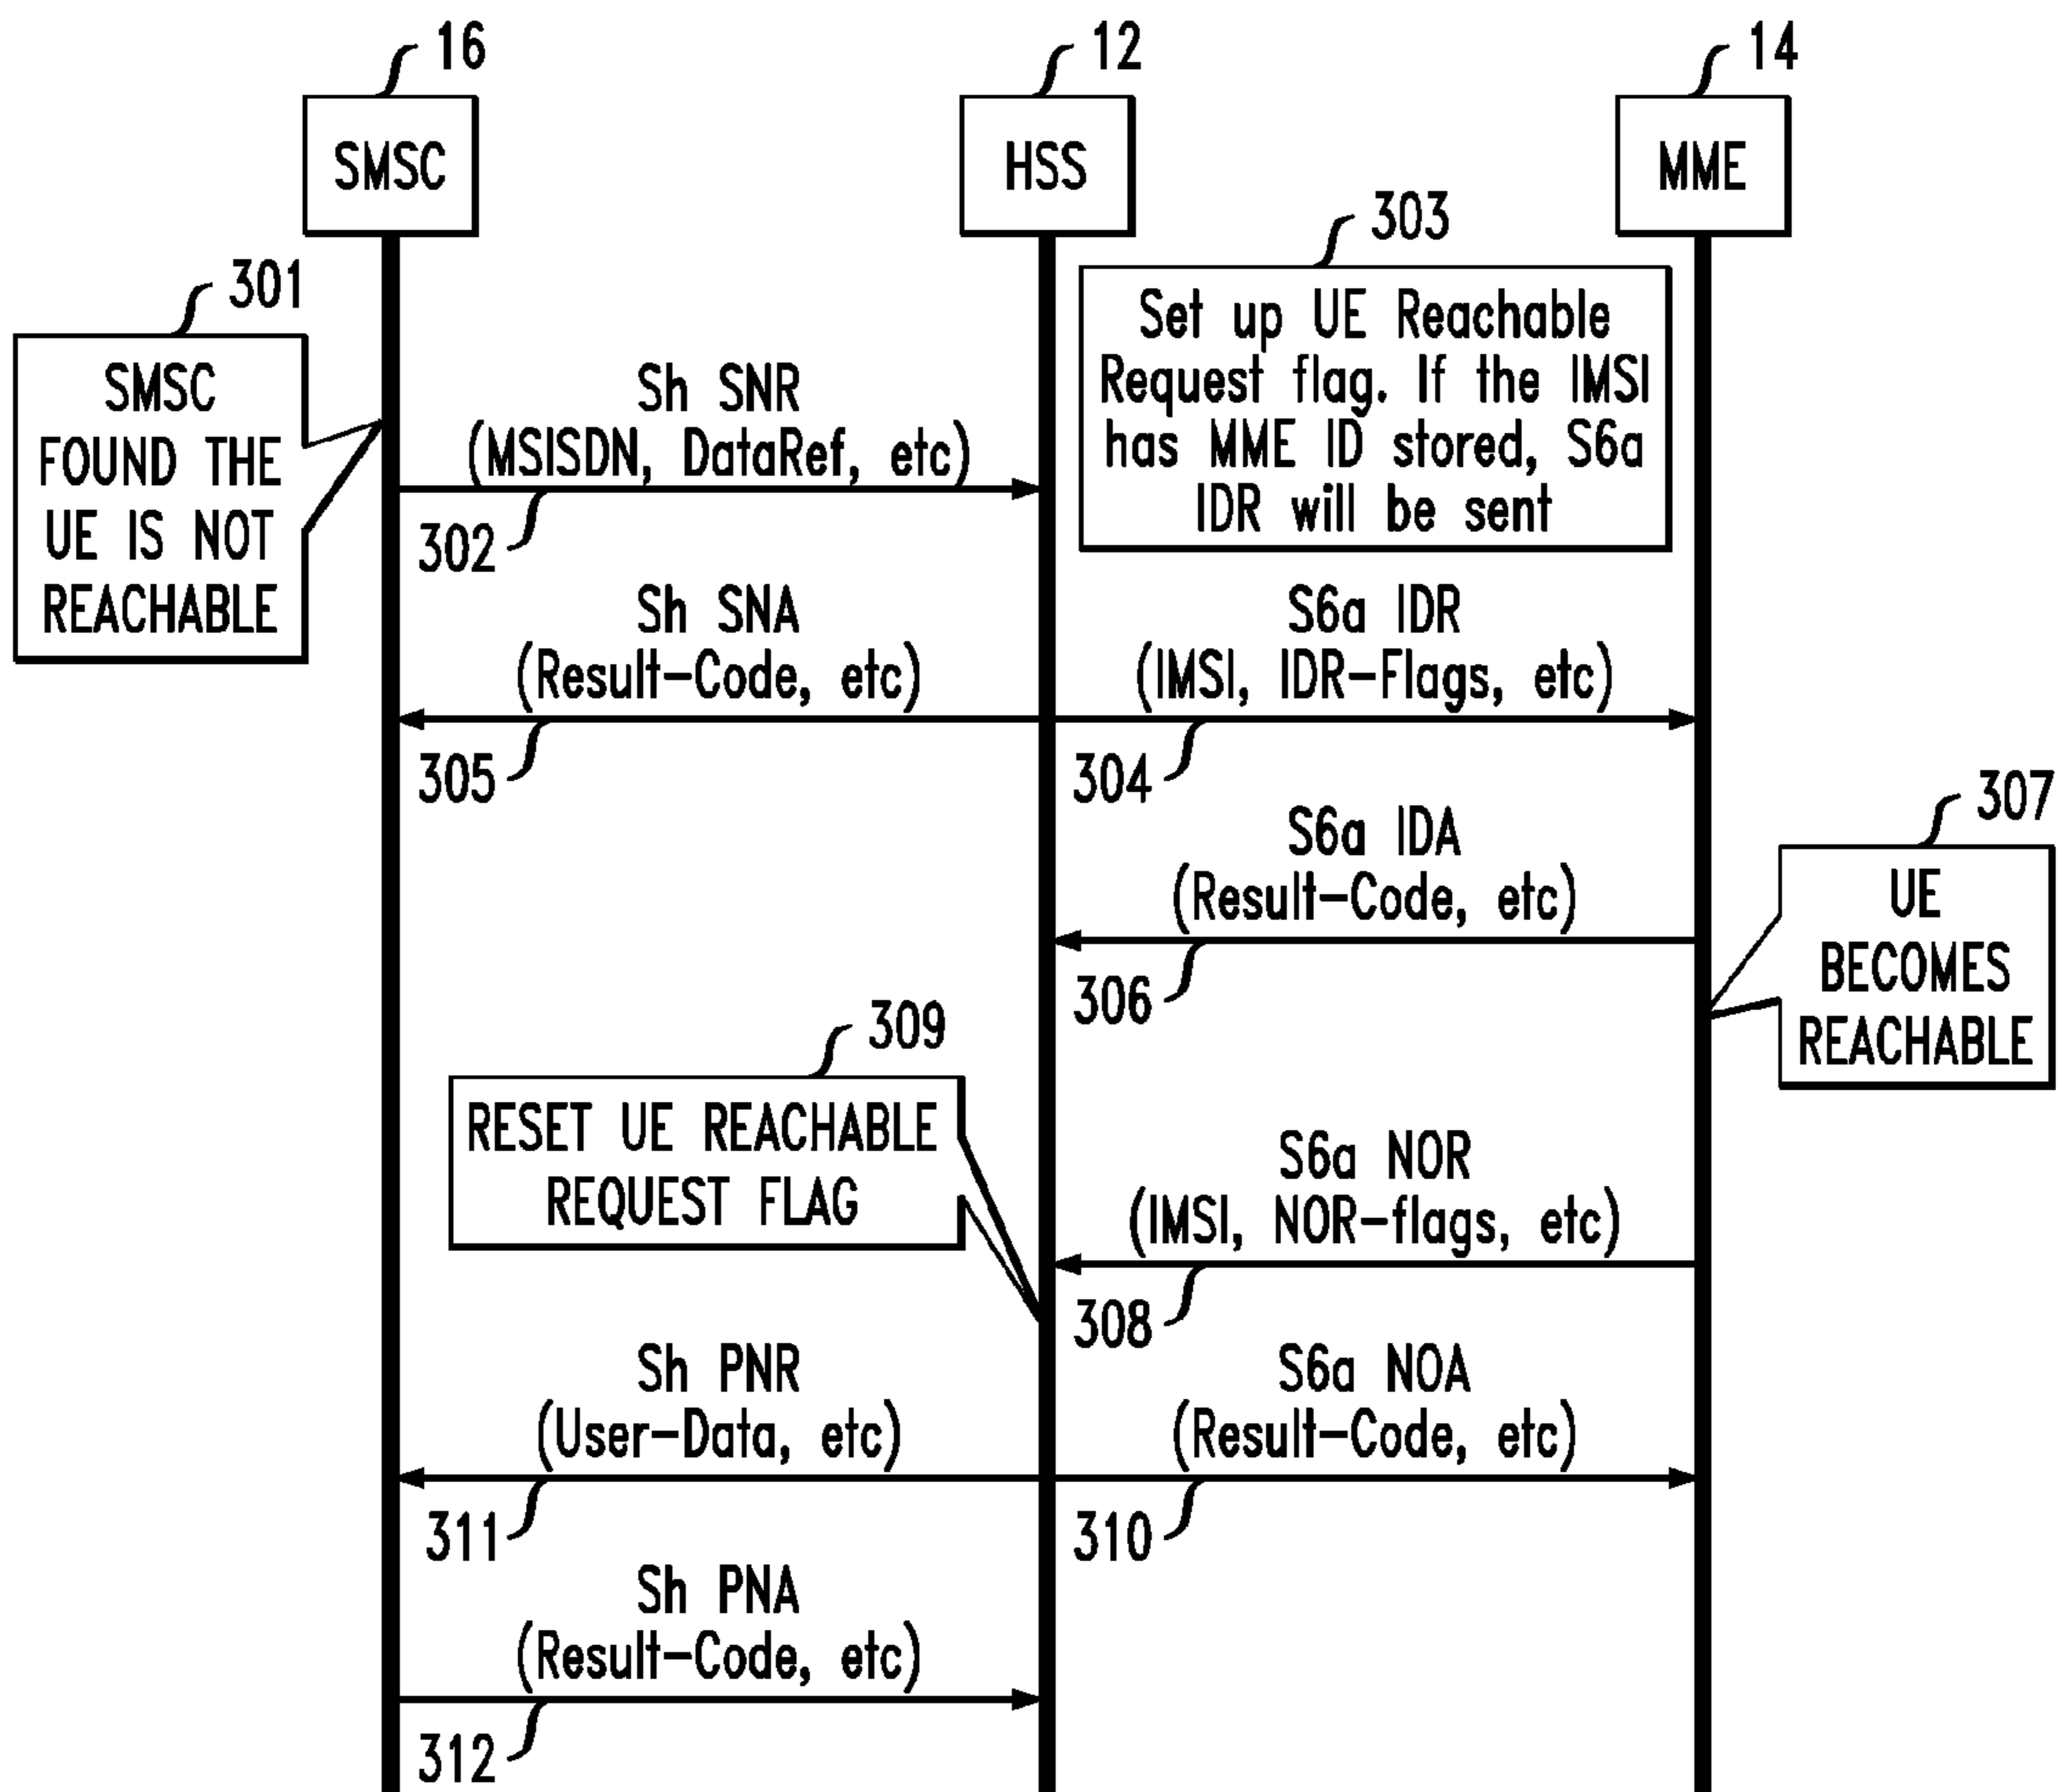 16
12
14
SMSC
HSS
MME
303
Set up UE Reachable
Request flag. If the IMSI
has MME ID stored, S6a
IDR will be sent
301
SMSC
FOUND THE
UE IS NOT
REACHABLE
Sh SNR
(MSISDN, DataRef, etc)
302
Sh SNA
(Result-Code, etc)
305
S6a IDR
(IMSI, IDR-Flags, etc)
304
S6a IDA
(Result-Code, etc)
306
307
UE
BECOMES
REACHABLE
309
RESET UE REACHABLE
REQUEST FLAG
S6a NOR
(IMSI, NOR-flags, etc)
308
Sh PNR
(User-Data, etc)
311
S6a NOA
(Result-Code, etc)
310
Sh PNA
(Result-Code, etc)
312